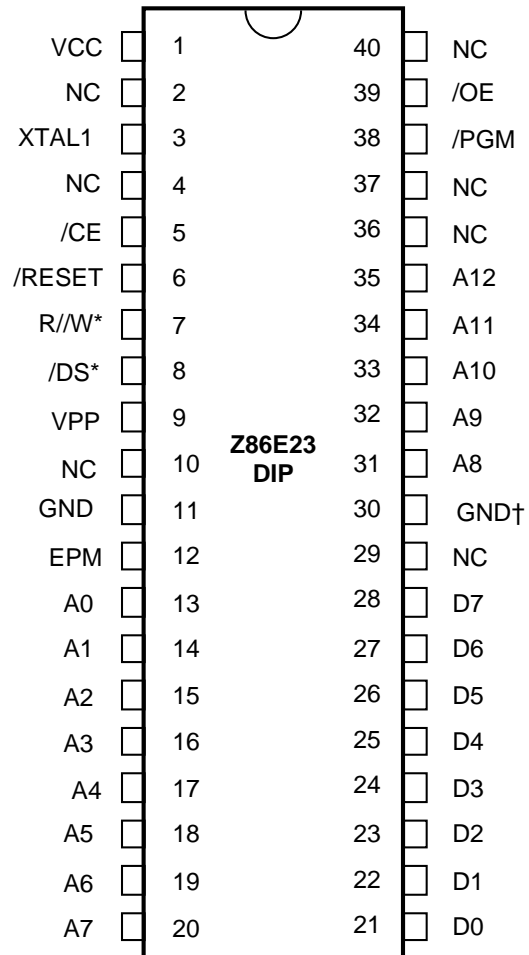 VCC 1 40 NC
NC 2 39 /OE
XTAL1 3 38 /PGM
NC 4 37 NC
/CE 5 36 NC
/RESET 6 35 A12
R//W* 7 34 A11
/DS* 8 33 A10
VPP 9 32 A9
Z86E23
DIP
NC 10 31 A8
GND 11 30 GND†
EPM 12 29 NC
A0 13 28 D7
A1 14 27 D6
A2 15 26 D5
A3 16 25 D4
A4 17 24 D3
A5 18 23 D2
A6 19 22 D1
A7 20 21 D0